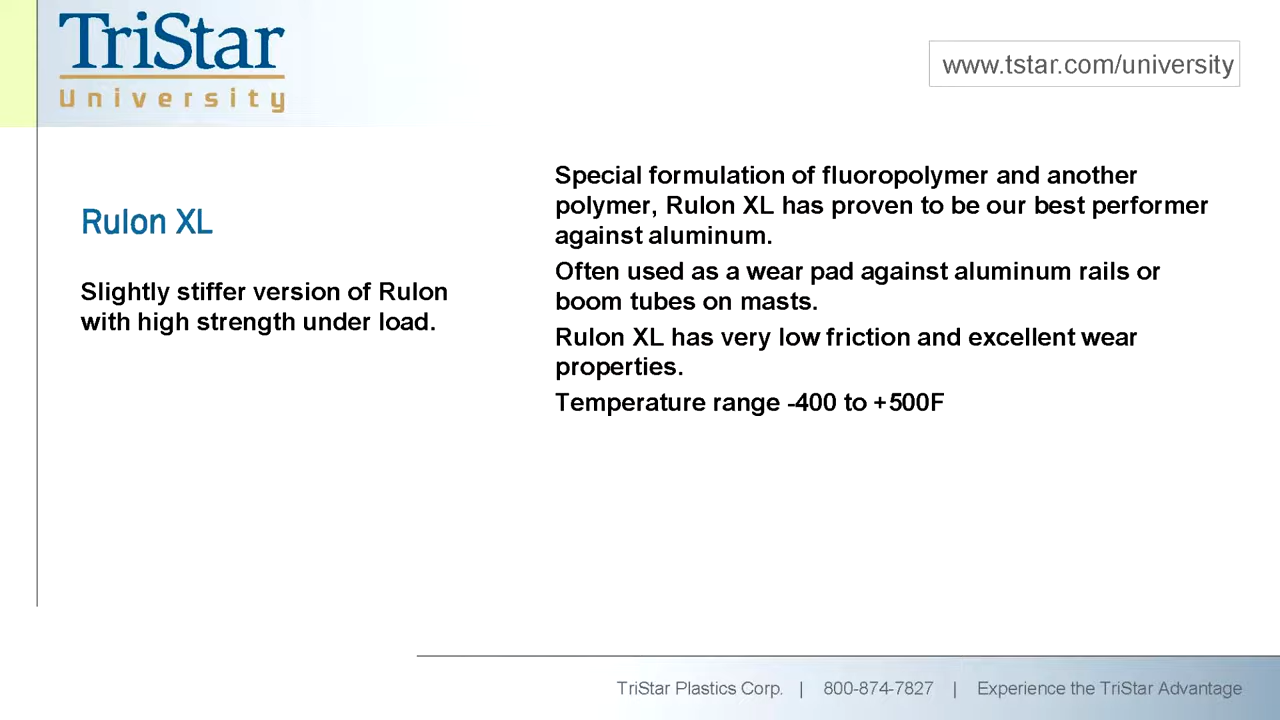 TriStar
University
www.tstar.com/university
Rulon XL
Slightly stiffer version of Rulon
with high strength under load.
Special formulation of fluoropolymer and another
polymer, Rulon XL has proven to be our best performer
against aluminum.
Often used as a wear pad against aluminum rails or
boom tubes on masts.
Rulon XL has very low friction and excellent wear
properties.
Temperature range -400 to +500F
TriStar Plastics Corp. | 800-874-7827 | Experience the TriStar Advantage